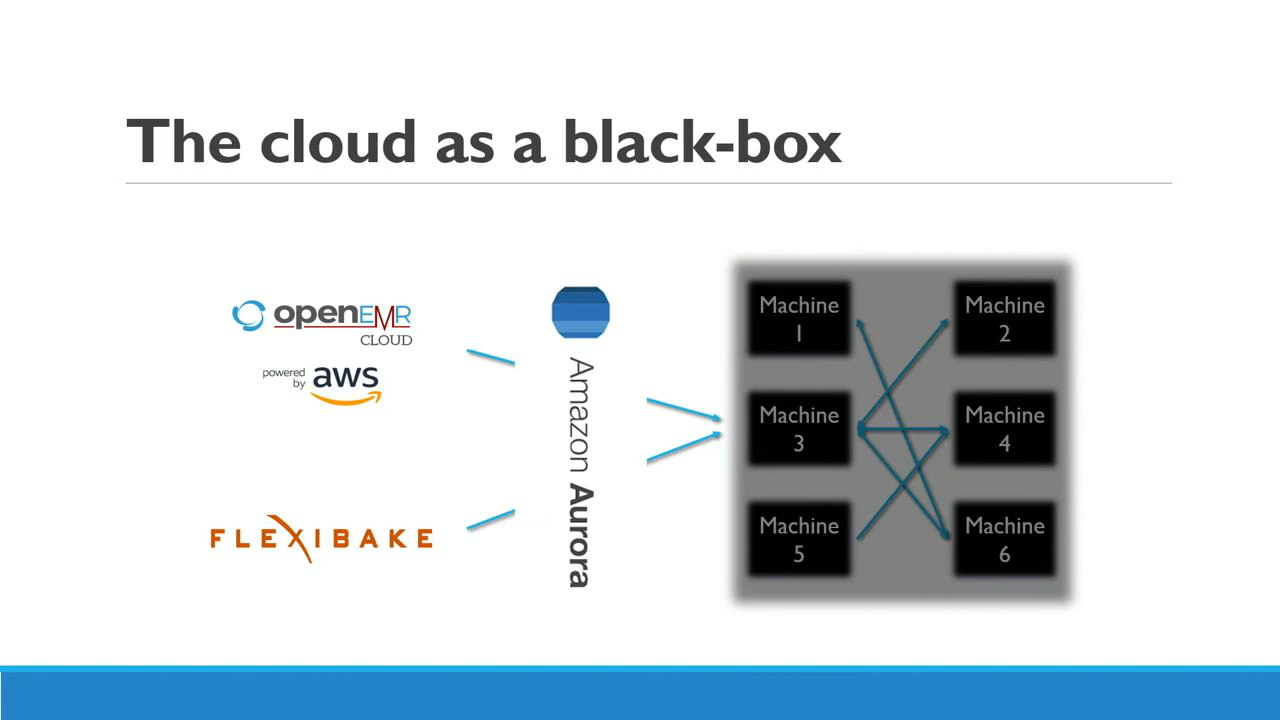 The cloud as a black-box
openEMR
CLOUD
powered
by aws
FLEXIBAKE
Amazon Aurora
Machine
1
Machine
2
Machine
3
Machine
4
Machine
5
Machine
6